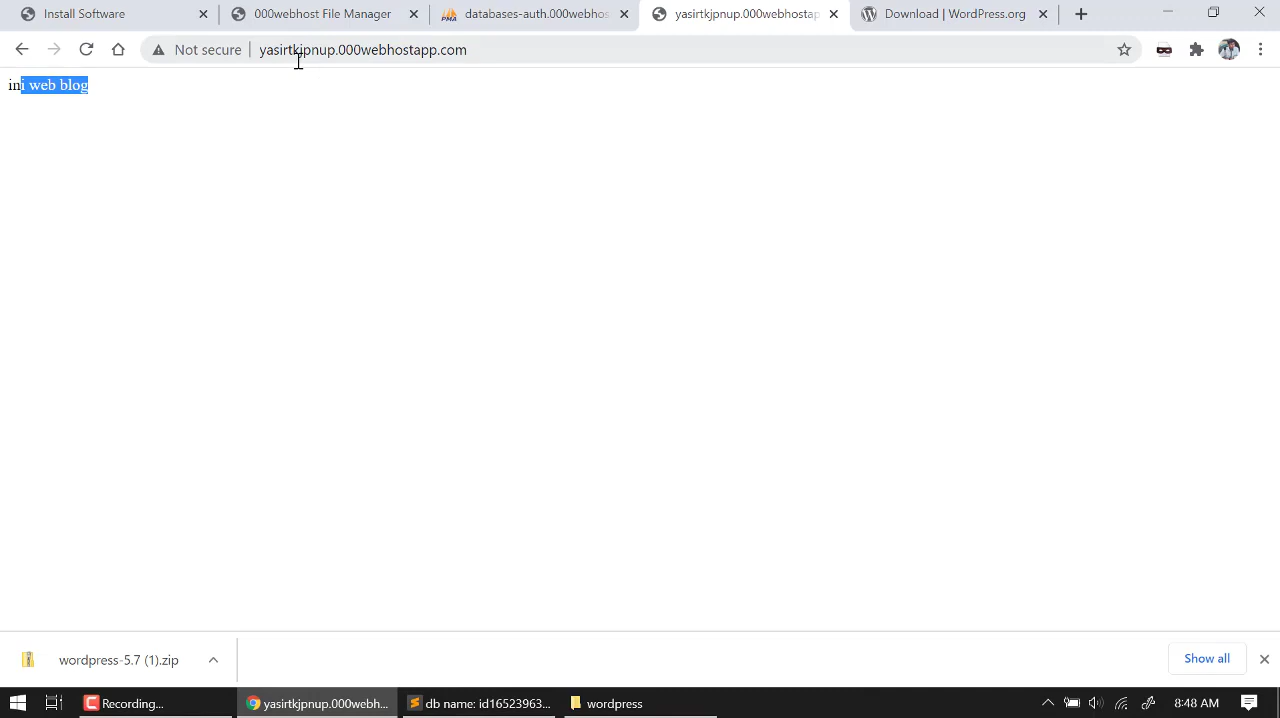 Install Software
000webhost File Manager
databases-auth.000webhos
yasirtkjpnup.000webhostap
Download | WordPress.org
Not secure
yasirtkjpnup.000webhostapp.com
ini web blog
wordpress-5.7 (1).zip
Show all
Recording...
yasirtkjpnup.000webh...
db name: id16523963...
wordpress
8:48 AM